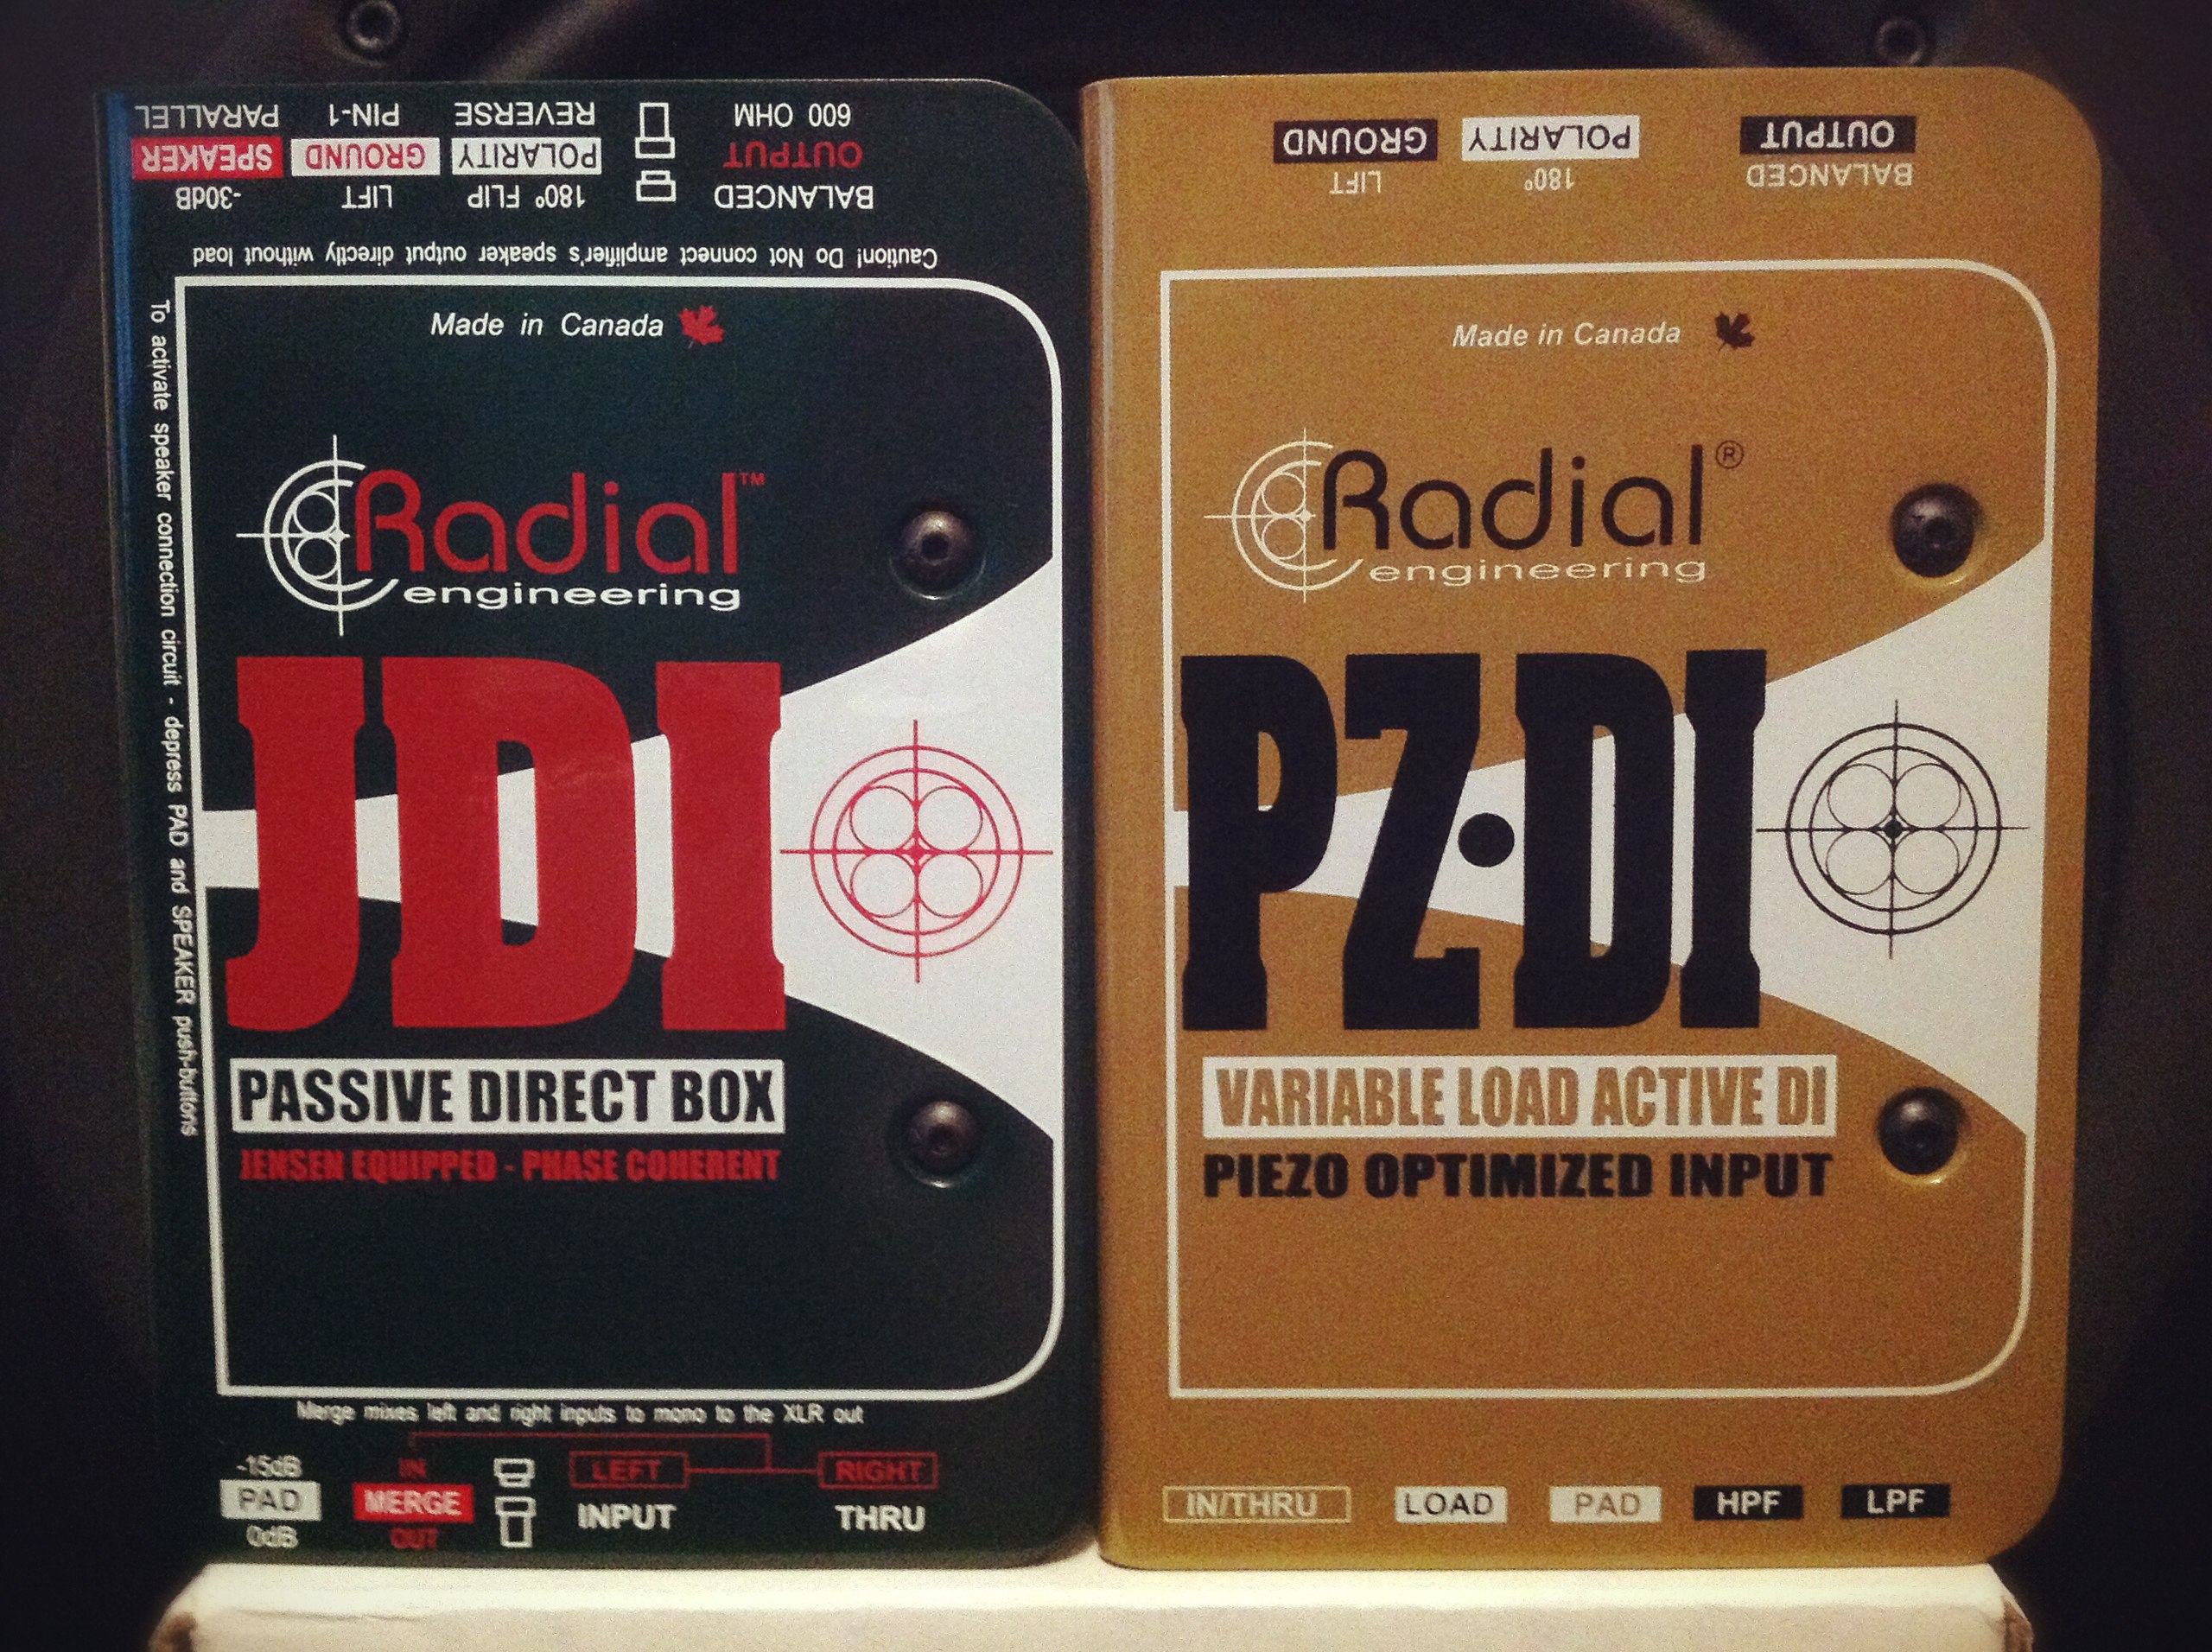 PARALLEL PIN-1 REVERSE 600 OHM
SPEAKER GROUND POLARITY OUTPUT
-30dB LIFT 180° FLIP BALANCED
Caution! Do Not connect amplifier's speaker output directly without load
To activate speaker connection circuit - depress PAD and SPEAKER push-buttons
Made in Canada
Radial™
engineering
JDI
PASSIVE DIRECT BOX
JENSEN EQUIPPED - PHASE COHERENT
Merge mixes left and right inputs to mono to the XLR out
-15dB IN LEFT RIGHT
PAD MERGE INPUT THRU
0dB OUT
GROUND POLARITY OUTPUT
LIFT 180° BALANCED
Made in Canada
Radial®
engineering
PZ·DI
VARIABLE LOAD ACTIVE DI
PIEZO OPTIMIZED INPUT
IN/THRU LOAD PAD HPF LPF